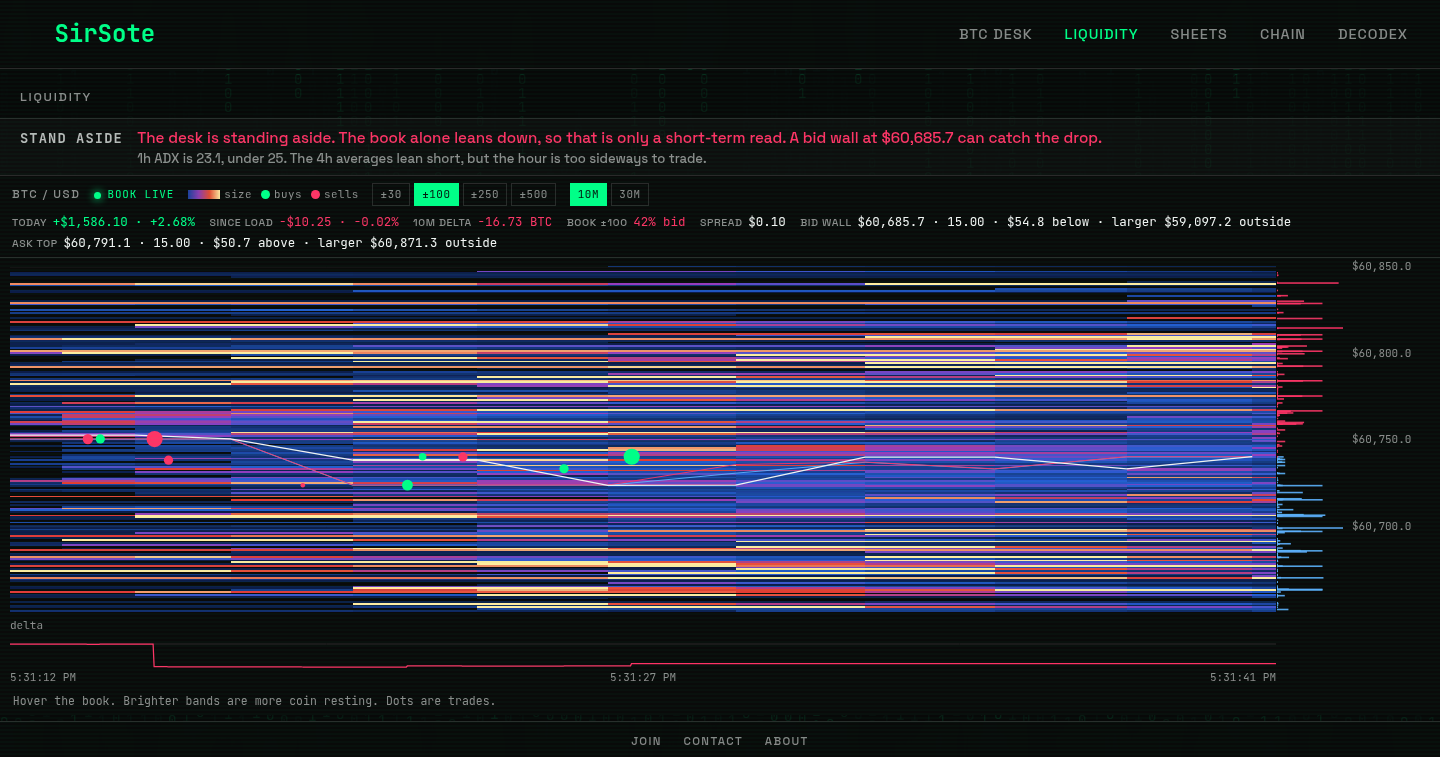 SirSote
BTC DESK LIQUIDITY SHEETS CHAIN DECODEX
LIQUIDITY
STAND ASIDE The desk is standing aside. The book alone leans down, so that is only a short-term read. A bid wall at $60,685.7 can catch the drop.
1h ADX is 23.1, under 25. The 4h averages lean short, but the hour is too sideways to trade.
BTC / USD BOOK LIVE size buys sells ±30 ±100 ±250 ±500 10M 30M
TODAY +$1,586.10 · +2.68% SINCE LOAD -$10.25 · -0.02% 10M DELTA -16.73 BTC BOOK ±100 42% bid SPREAD $0.10 BID WALL $60,685.7 · 15.00 · $54.8 below · larger $59,097.2 outside
ASK TOP $60,791.1 · 15.00 · $50.7 above · larger $60,871.3 outside
$60,850.0
$60,800.0
$60,750.0
$60,700.0
delta
5:31:12 PM 5:31:27 PM 5:31:41 PM
Hover the book. Brighter bands are more coin resting. Dots are trades.
JOIN CONTACT ABOUT